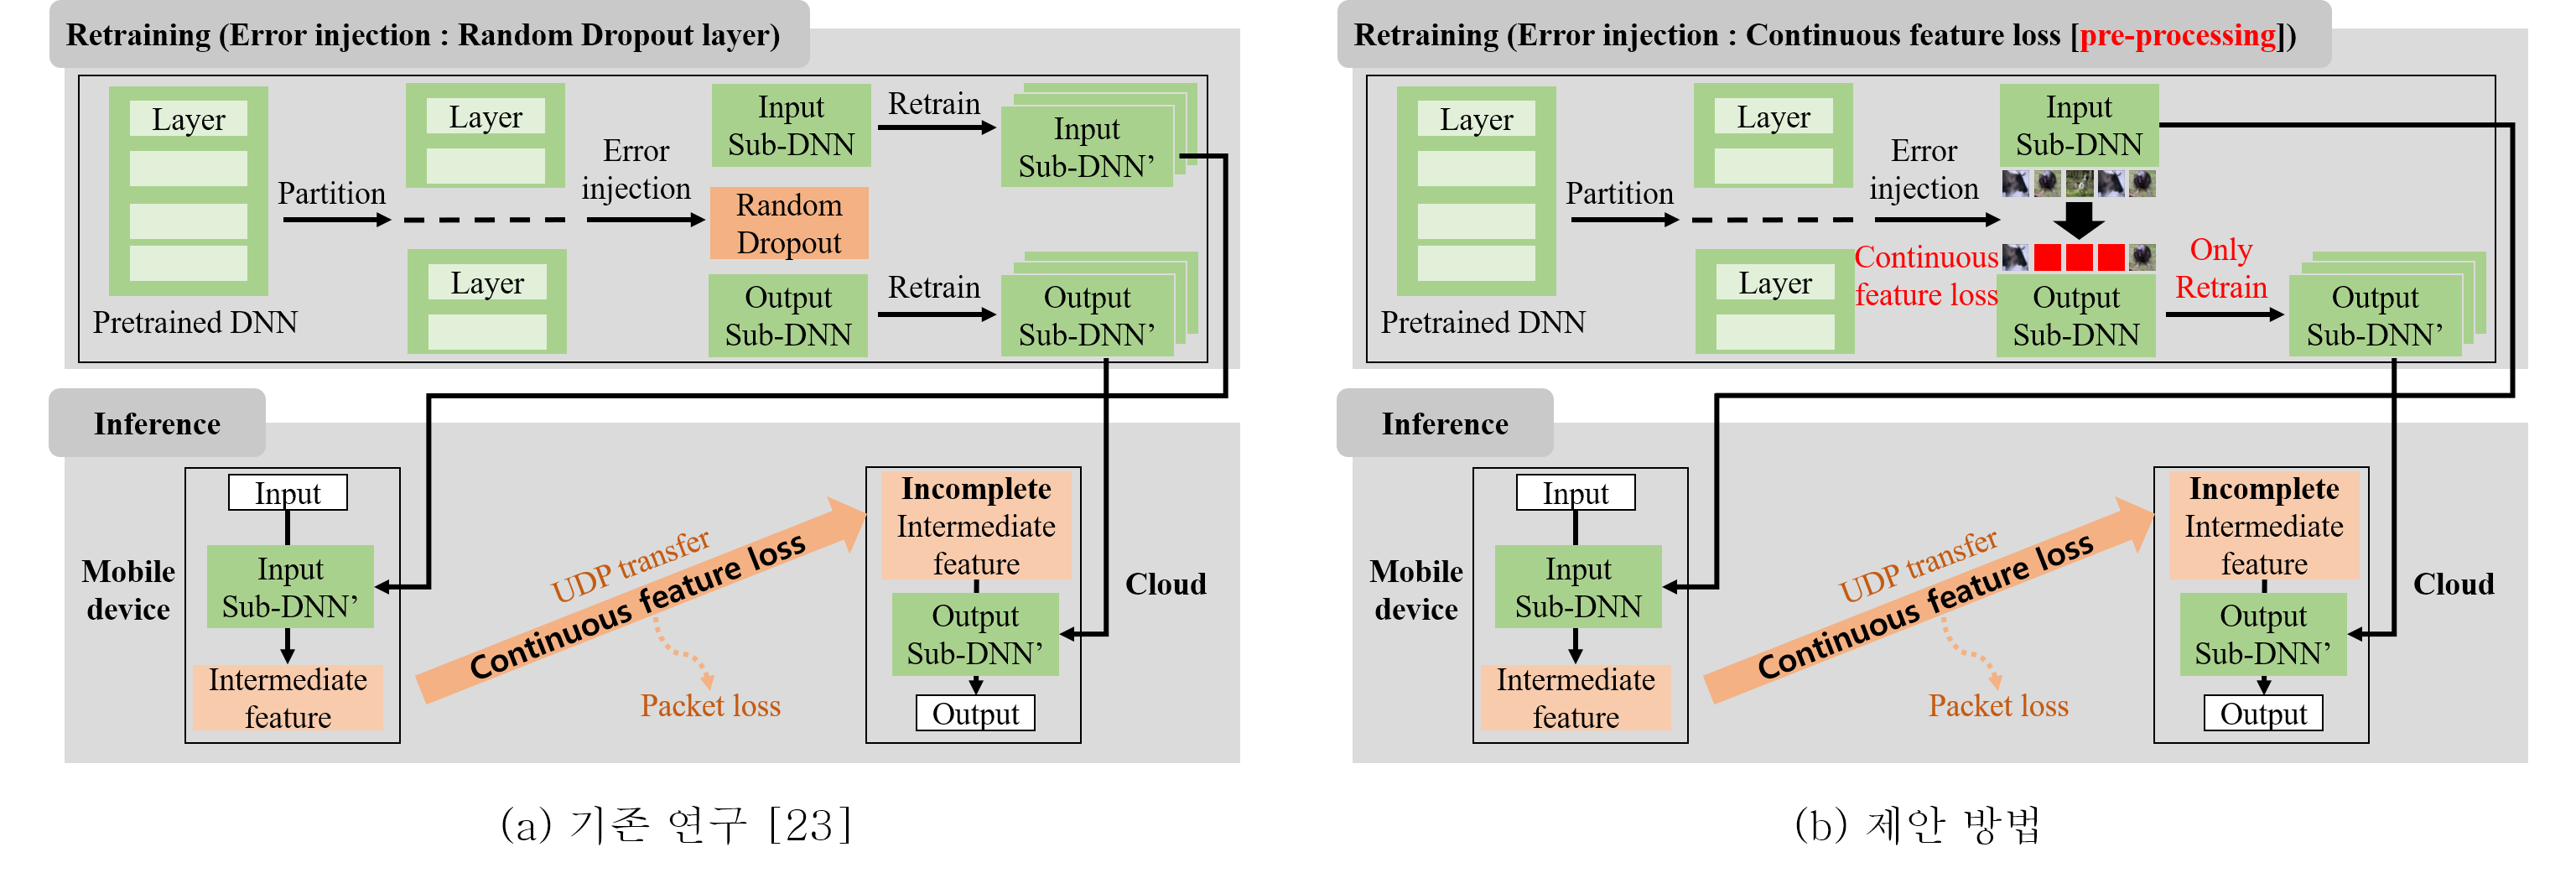 Retraining (Error injection : Random Dropout layer)
Layer
Pretrained DNN
Partition
Layer
Layer
Error
injection
Input
Sub-DNN
Random
Dropout
Output
Sub-DNN
Retrain
Retrain
Input
Sub-DNN’
Output
Sub-DNN’
Inference
Mobile
device
Input
Input
Sub-DNN’
Intermediate
feature
UDP transfer
Continuous feature loss
Packet loss
Incomplete
Intermediate
feature
Output
Sub-DNN’
Output
Cloud
(a) 기존 연구 [23]
Retraining (Error injection : Continuous feature loss [pre-processing])
Layer
Pretrained DNN
Partition
Layer
Layer
Error
injection
Input
Sub-DNN
Continuous
feature loss
Output
Sub-DNN
Only
Retrain
Output
Sub-DNN’
Inference
Mobile
device
Input
Input
Sub-DNN
Intermediate
feature
UDP transfer
Continuous feature loss
Packet loss
Incomplete
Intermediate
feature
Output
Sub-DNN’
Output
Cloud
(b) 제안 방법